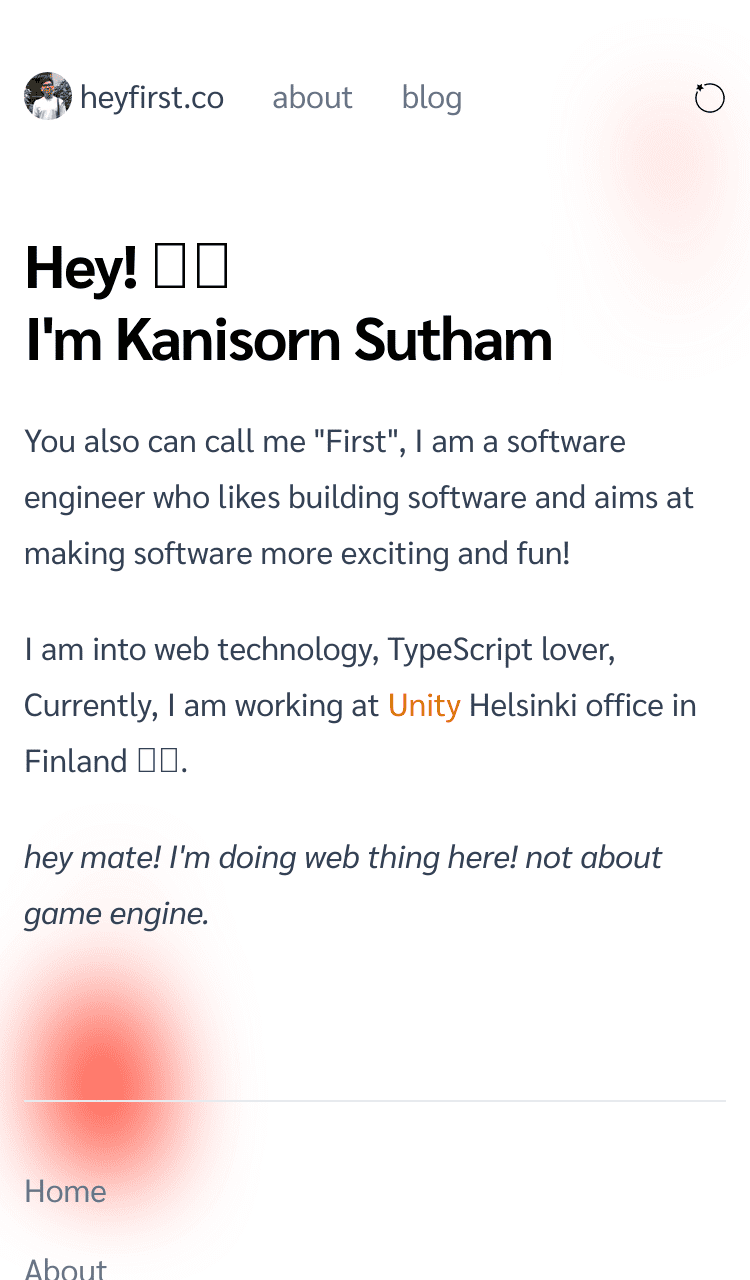 heyfirst.co about blog
Hey! 
I'm Kanisorn Sutham
You also can call me "First", I am a software
engineer who likes building software and aims at
making software more exciting and fun!
I am into web technology, TypeScript lover,
Currently, I am working at Unity Helsinki office in
Finland .
hey mate! I'm doing web thing here! not about
game engine.
Home
About